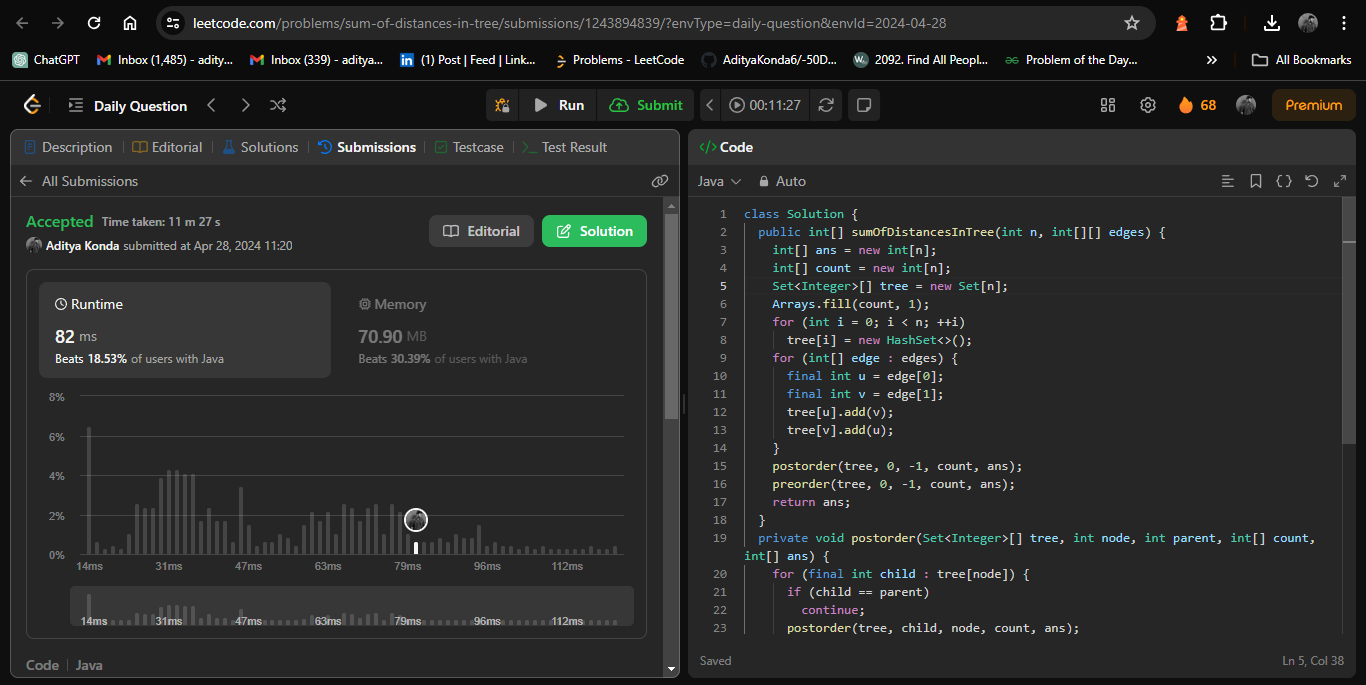 leetcode.com/problems/sum-of-distances-in-tree/submissions/1243894839/?envType=daily-question&envId=2024-04-28
ChatGPT Inbox (1,485) - adity... Inbox (339) - aditya... (1) Post | Feed | Link... Problems - LeetCode AdityaKonda6/-50D... 2092. Find All Peopl... Problem of the Day... » All Bookmarks
Daily Question Run Submit 00:11:27 68 Premium
Description Editorial Solutions Submissions Testcase Test Result
All Submissions
Accepted Time taken: 11 m 27 s
Aditya Konda submitted at Apr 28, 2024 11:20
Editorial Solution
Runtime
82 ms
Beats 18.53% of users with Java
Memory
70.90 MB
Beats 30.39% of users with Java
8%
6%
4%
2%
0%
14ms 31ms 47ms 63ms 79ms 96ms 112ms
14ms 31ms 47ms 63ms 79ms 96ms 112ms
Code Java
</> Code
Java Auto
1 class Solution {
2 public int[] sumOfDistancesInTree(int n, int[][] edges) {
3 int[] ans = new int[n];
4 int[] count = new int[n];
5 Set<Integer>[] tree = new Set[n];
6 Arrays.fill(count, 1);
7 for (int i = 0; i < n; ++i)
8 tree[i] = new HashSet<>();
9 for (int[] edge : edges) {
10 final int u = edge[0];
11 final int v = edge[1];
12 tree[u].add(v);
13 tree[v].add(u);
14 }
15 postorder(tree, 0, -1, count, ans);
16 preorder(tree, 0, -1, count, ans);
17 return ans;
18 }
19 private void postorder(Set<Integer>[] tree, int node, int parent, int[] count,
int[] ans) {
20 for (final int child : tree[node]) {
21 if (child == parent)
22 continue;
23 postorder(tree, child, node, count, ans);
Saved Ln 5, Col 38